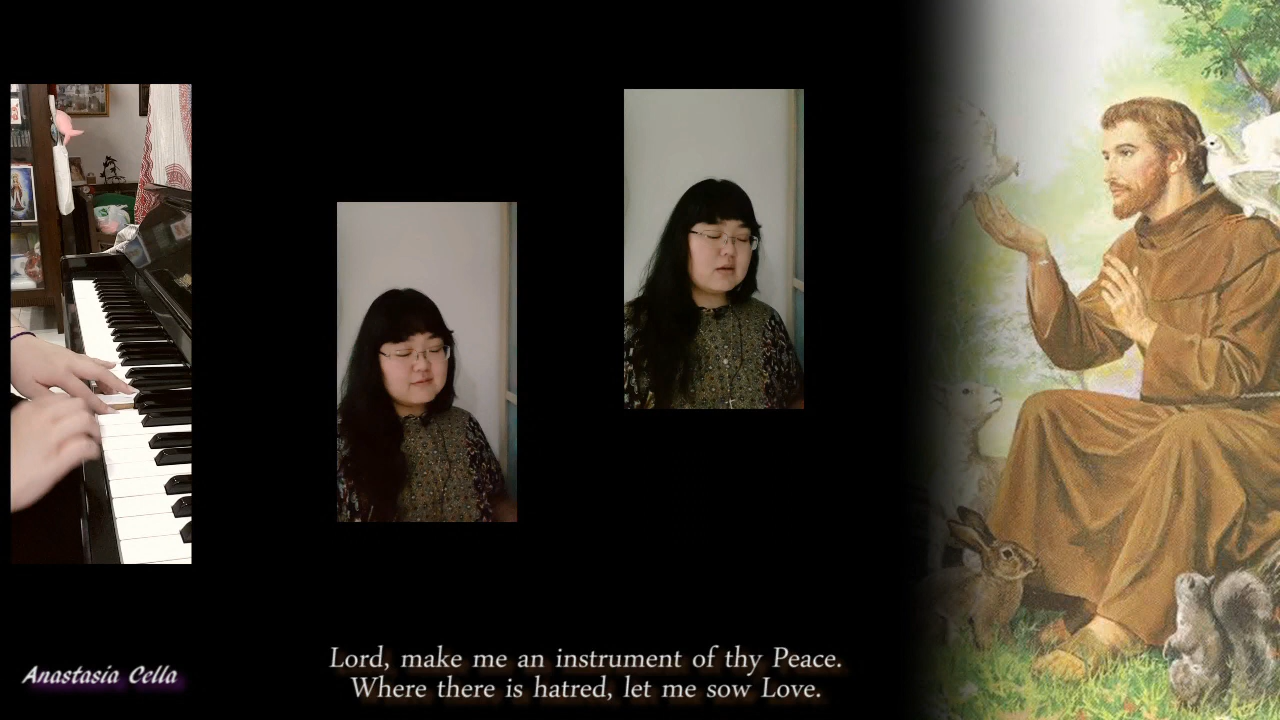 Lord, make me an instrument of thy Peace.
Where there is hatred, let me sow Love.
Anastasia Cella